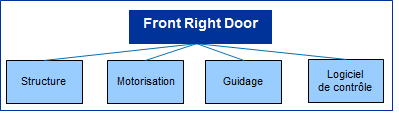 Front Right Door
Structure
Motorisation
Guidage
Logiciel
de contrôle